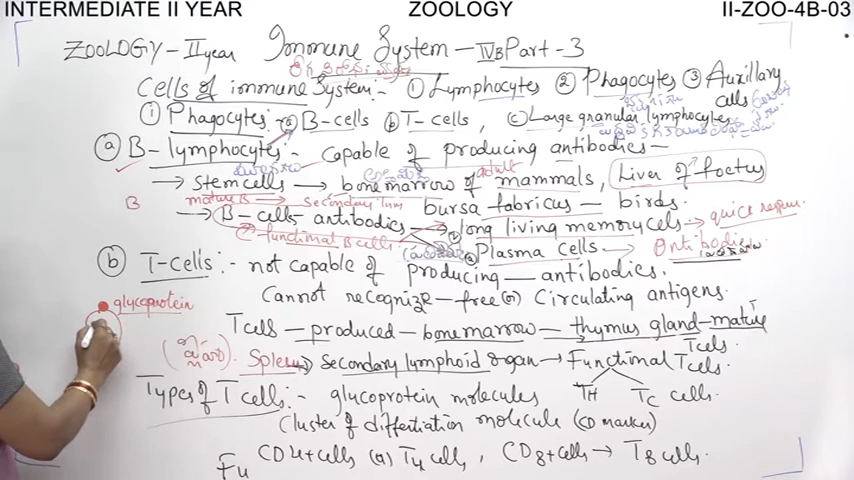 INTERMEDIATE II YEAR ZOOLOGY II-ZOO-4B-03
ZOOLOGY - II year Immune System - IVB Part - 3
Cells of immune System :- ① Lymphocytes ② Phagocytes ③ Auxillary cells
① Phagocytes :- ⓐ B-cells ⓑ T-cells, ⓒ Large granular lymphocytes
ⓐ B-lymphocytes :- capable of producing antibodies -
→ Stem cells → bone marrow of adult mammals, Liver of foetus
B mature B → secondary bursa fabricus - birds.
→ B-cells - antibodies long living memory cells → quick
functional B cells Plasma cells → Antibodies
ⓑ T-cells :- not capable of producing - antibodies.
Cannot recognize - free (or) Circulating antigens.
glycoprotein
T cell - produced - bone marrow - thymus gland - mature T cells.
Spleen → secondary lymphoid organ → Functional T cells.
TH TC cells.
Types of T cells :- glycoprotein molecules
Cluster of differtiation molecule (CD marker)
Fu CD4+cells (or) T4 cells, CD8+cells → T8 cells.